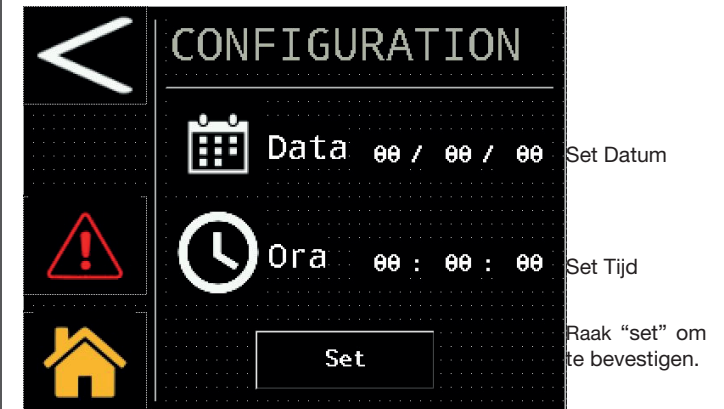 CONFIGURATION
Data 00 / 00 / 00 Set Datum
Ora 00 : 00 : 00 Set Tijd
Set
Raak “set” om
te bevestigen.